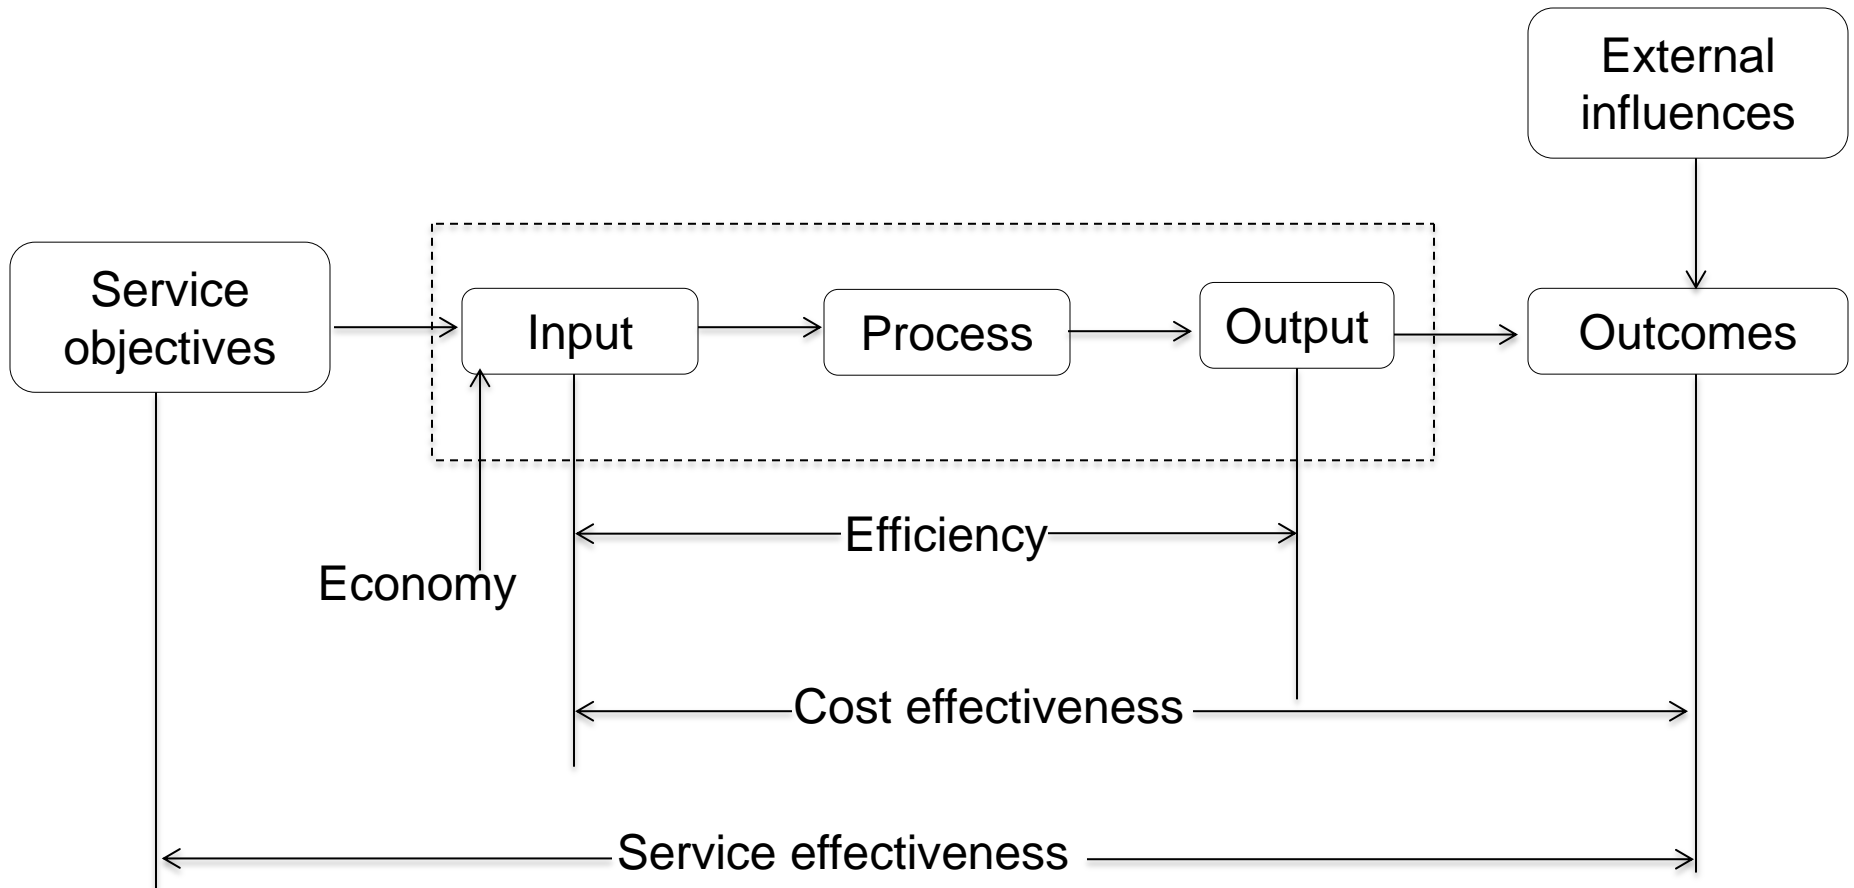 External
influences
Service
objectives
Input
Process
Output
Outcomes
Efficiency
Economy
Cost effectiveness
Service effectiveness